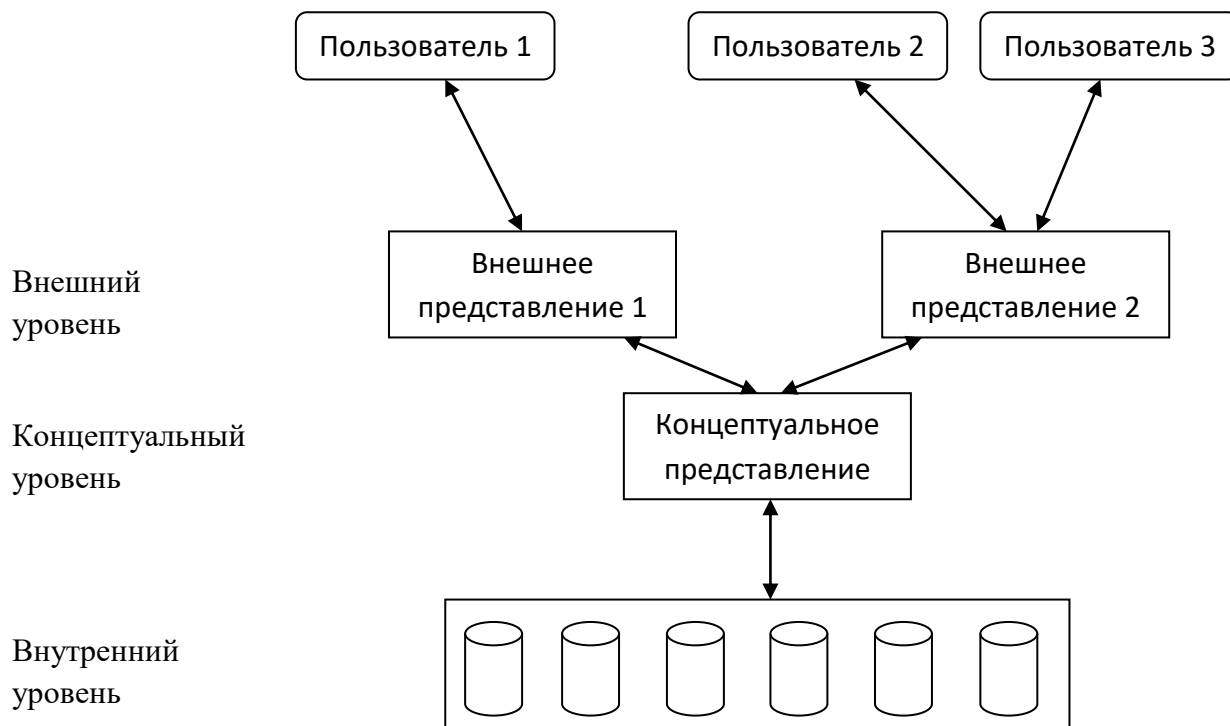 Пользователь 1
Пользователь 2
Пользователь 3
Внешний
уровень
Внешнее
представление 1
Внешнее
представление 2
Концептуальный
уровень
Концептуальное
представление
Внутренний
уровень